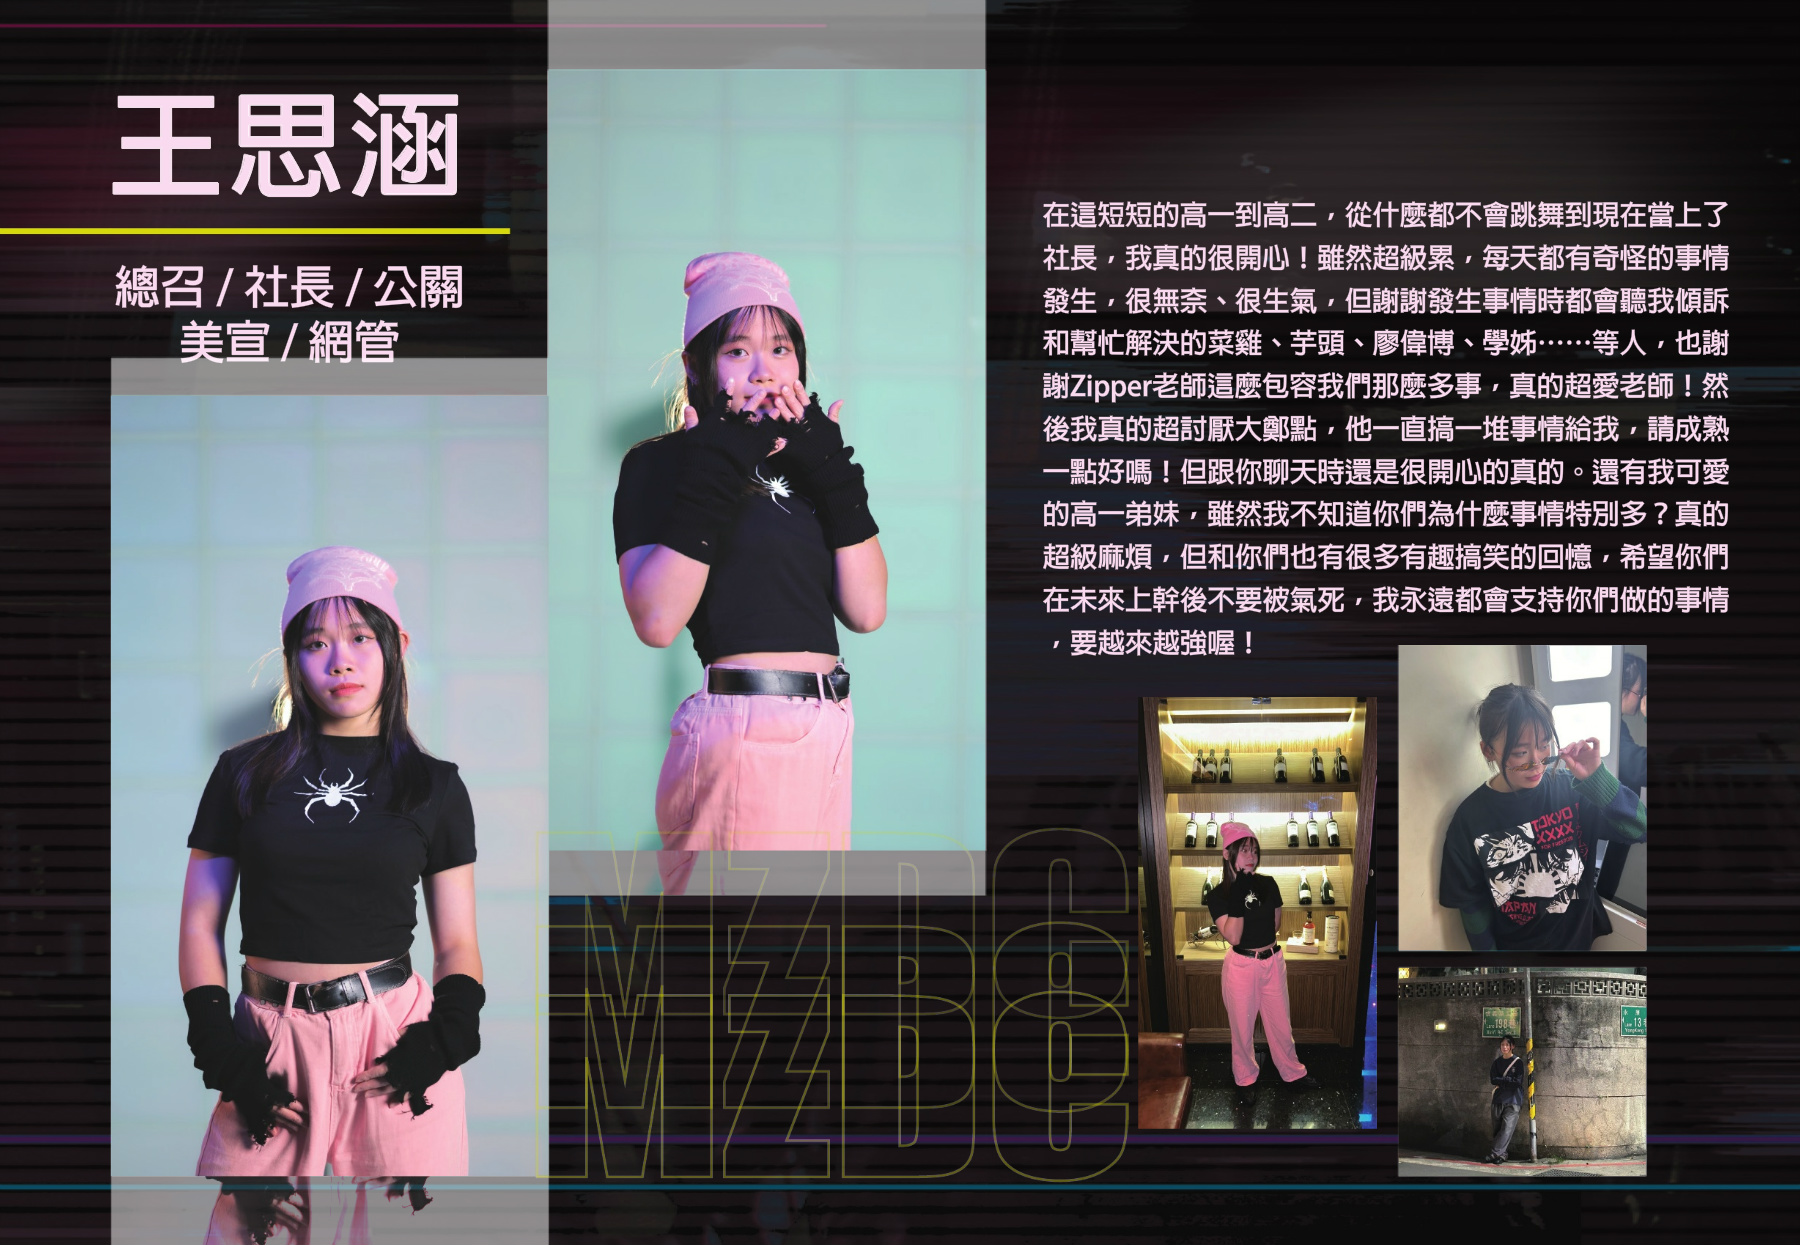 王思涵
總召 / 社長 / 公關
美宣 / 網管
在這短短的高一到高二，從什麼都不會跳舞到現在當上了
社長，我真的很開心！雖然超級累，每天都有奇怪的事情
發生，很無奈、很生氣，但謝謝發生事情時都會聽我傾訴
和幫忙解決的菜雞、芋頭、廖偉博、學姊……等人，也謝
謝Zipper老師這麼包容我們那麼多事，真的超愛老師！然
後我真的超討厭大鄭點，他一直搞一堆事情給我，請成熟
一點好嗎！但跟你聊天時還是很開心的真的。還有我可愛
的高一弟妹，雖然我不知道你們為什麼事情特別多？真的
超級麻煩，但和你們也有很多有趣搞笑的回憶，希望你們
在未來上幹後不要被氣死，我永遠都會支持你們做的事情
，要越來越強喔！
MZDC
MZDC
TOKYO
XXXX
JAPAN
198
13